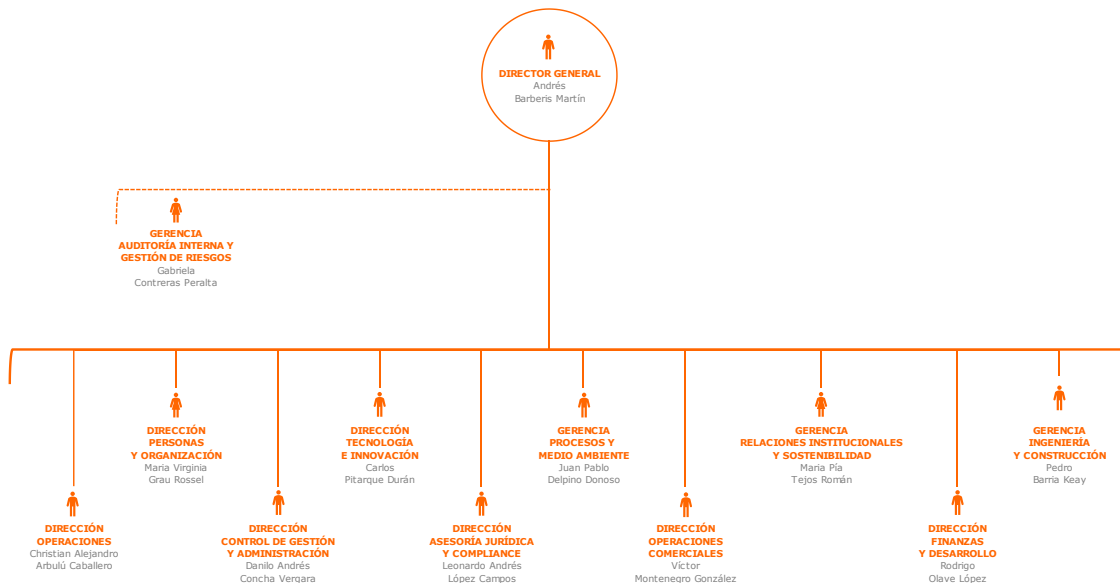 DIRECTOR GENERAL
Andrés
Barberis Martín
GERENCIA
AUDITORÍA INTERNA Y
GESTIÓN DE RIESGOS
Gabriela
Contreras Peralta
DIRECCIÓN
PERSONAS
Y ORGANIZACIÓN
Maria Virginia
Grau Rossel
DIRECCIÓN
TECNOLOGÍA
E INNOVACIÓN
Carlos
Pitarque Durán
GERENCIA
PROCESOS Y
MEDIO AMBIENTE
Juan Pablo
Delpino Donoso
GERENCIA
RELACIONES INSTITUCIONALES
Y SOSTENIBILIDAD
Maria Pía
Tejos Román
GERENCIA
INGENIERÍA
Y CONSTRUCCIÓN
Pedro
Barria Keay
DIRECCIÓN
OPERACIONES
Christian Alejandro
Arbulú Caballero
DIRECCIÓN
CONTROL DE GESTIÓN
Y ADMINISTRACIÓN
Danilo Andrés
Concha Vergara
DIRECCIÓN
ASESORÍA JURÍDICA
Y COMPLIANCE
Leonardo Andrés
López Campos
DIRECCIÓN
OPERACIONES
COMERCIALES
Víctor
Montenegro González
DIRECCIÓN
FINANZAS
Y DESARROLLO
Rodrigo
Olave López